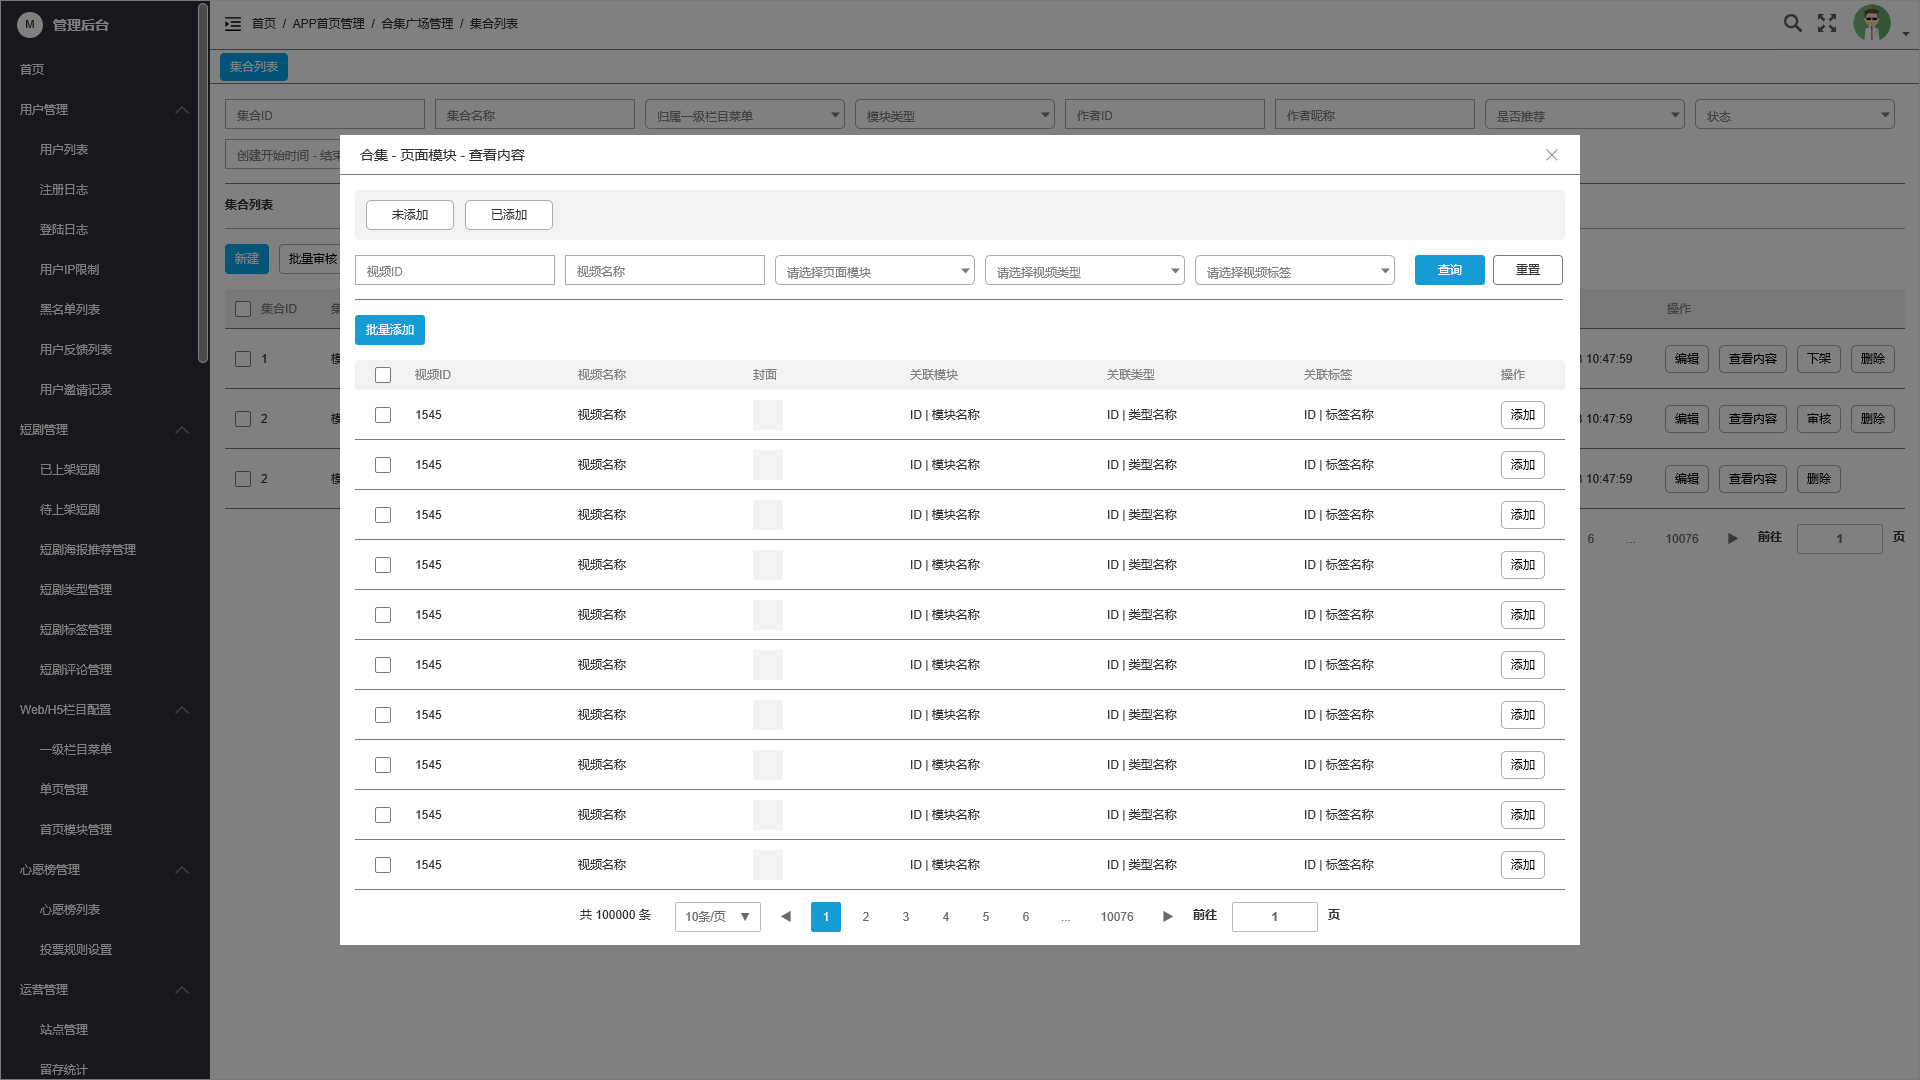 M 管理后台
首页 / APP首页管理 / 合集广场管理 / 集合列表
首页
用户管理
用户列表
注册日志
登陆日志
用户IP限制
黑名单列表
用户反馈列表
用户邀请记录
短剧管理
已上架短剧
待上架短剧
短剧海报推荐管理
短剧类型管理
短剧标签管理
短剧评论管理
Web/H5栏目配置
一级栏目菜单
单页管理
首页模块管理
心愿榜管理
心愿榜列表
投票规则设置
运营管理
站点管理
留存统计
集合列表
集合ID 集合名称 归属一级栏目菜单 模块类型 作者ID 作者昵称 是否推荐 状态
创建开始时间 - 结束
集合列表
新建 批量审核
集合ID 操作
1 10:47:59 编辑 查看内容 下架 删除
2 10:47:59 编辑 查看内容 审核 删除
2 10:47:59 编辑 查看内容 删除
6 ... 10076 ▶ 前往 1 页
合集 - 页面模块 - 查看内容
未添加 已添加
视频ID 视频名称 请选择页面模块 请选择视频类型 请选择视频标签 查询 重置
批量添加
视频ID 视频名称 封面 关联模块 关联类型 关联标签 操作
1545 视频名称 ID | 模块名称 ID | 类型名称 ID | 标签名称 添加
1545 视频名称 ID | 模块名称 ID | 类型名称 ID | 标签名称 添加
1545 视频名称 ID | 模块名称 ID | 类型名称 ID | 标签名称 添加
1545 视频名称 ID | 模块名称 ID | 类型名称 ID | 标签名称 添加
1545 视频名称 ID | 模块名称 ID | 类型名称 ID | 标签名称 添加
1545 视频名称 ID | 模块名称 ID | 类型名称 ID | 标签名称 添加
1545 视频名称 ID | 模块名称 ID | 类型名称 ID | 标签名称 添加
1545 视频名称 ID | 模块名称 ID | 类型名称 ID | 标签名称 添加
1545 视频名称 ID | 模块名称 ID | 类型名称 ID | 标签名称 添加
1545 视频名称 ID | 模块名称 ID | 类型名称 ID | 标签名称 添加
共 100000 条 10条/页 ▼ ◀ 1 2 3 4 5 6 ... 10076 ▶ 前往 1 页